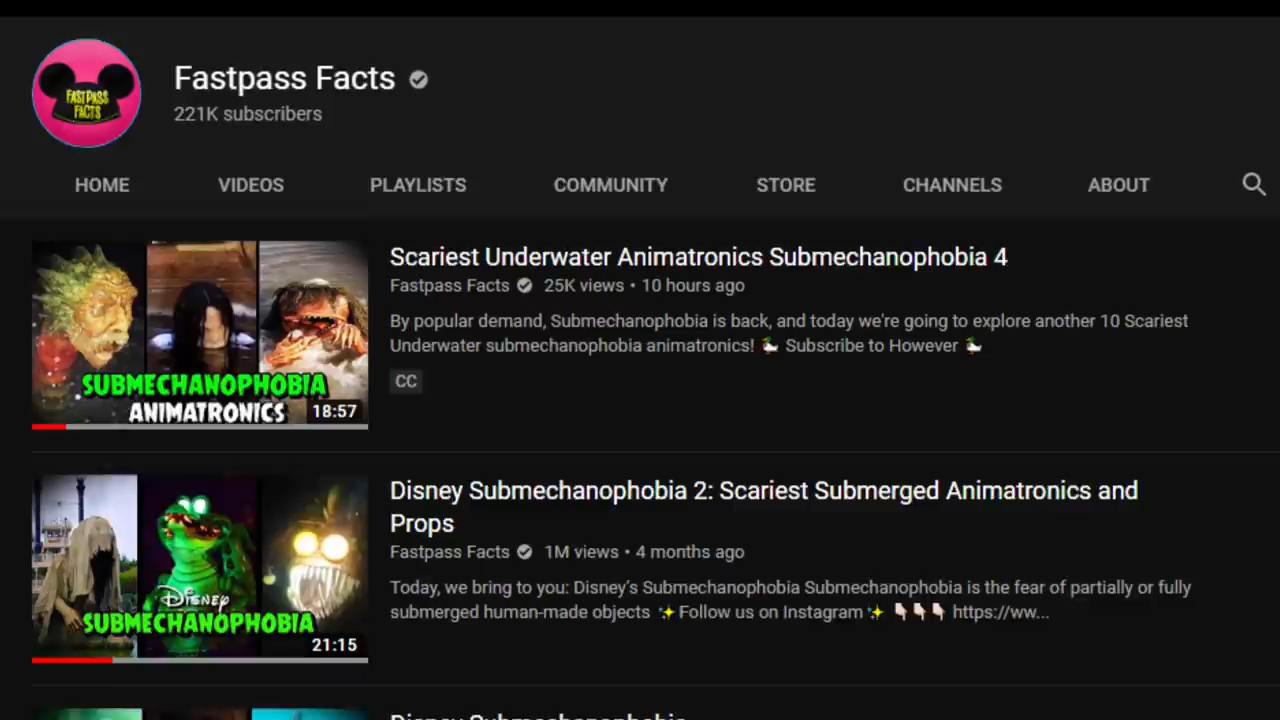 FASTPASS
FACTS
Fastpass Facts
221K subscribers
HOME VIDEOS PLAYLISTS COMMUNITY STORE CHANNELS ABOUT
SUBMECHANOPHOBIA
ANIMATRONICS
18:57
Scariest Underwater Animatronics Submechanophobia 4
Fastpass Facts 25K views • 10 hours ago
By popular demand, Submechanophobia is back, and today we're going to explore another 10 Scariest
Underwater submechanophobia animatronics! 🦆 Subscribe to However 🦆
CC
Disney
SUBMECHANOPHOBIA
21:15
Disney Submechanophobia 2: Scariest Submerged Animatronics and
Props
Fastpass Facts 1M views • 4 months ago
Today, we bring to you: Disney's Submechanophobia Submechanophobia is the fear of partially or fully
submerged human-made objects ✨Follow us on Instagram✨ 👇🏻👇🏻👇🏻 https://ww...
Disney Submechanophobia